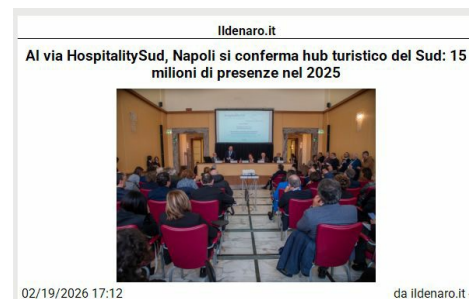 Ildenaro.it
Al via HospitalitySud, Napoli si conferma hub turistico del Sud: 15
milioni di presenze nel 2025
02/19/2026 17:12
da ildenaro.it